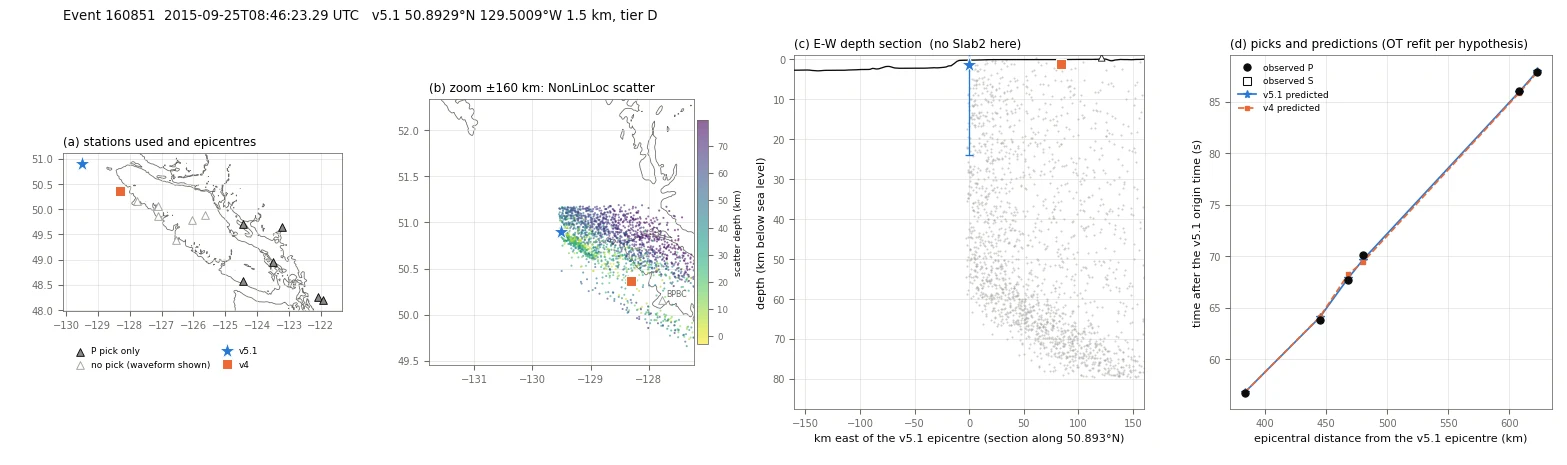 Event 160851  2015-09-25T08:46:23.29 UTC   v5.1 50.8929°N 129.5009°W 1.5 km, tier D
(a) stations used and epicentres
51.0
50.5
50.0
49.5
49.0
48.5
48.0
−130 −129 −128 −127 −126 −125 −124 −123 −122
P pick only
no pick (waveform shown)
v5.1
v4
(b) zoom ±160 km: NonLinLoc scatter
52.0
51.5
51.0
50.5
50.0
49.5
−131 −130 −129 −128
BPBC
70
60
50
40
30
20
10
0
scatter depth (km)
(c) E-W depth section  (no Slab2 here)
0
10
20
30
40
50
60
70
80
depth (km below sea level)
−150 −100 −50 0 50 100 150
km east of the v5.1 epicentre (section along 50.893°N)
(d) picks and predictions (OT refit per hypothesis)
observed P
observed S
v5.1 predicted
v4 predicted
85
80
75
70
65
60
time after the v5.1 origin time (s)
400 450 500 550 600
epicentral distance from the v5.1 epicentre (km)